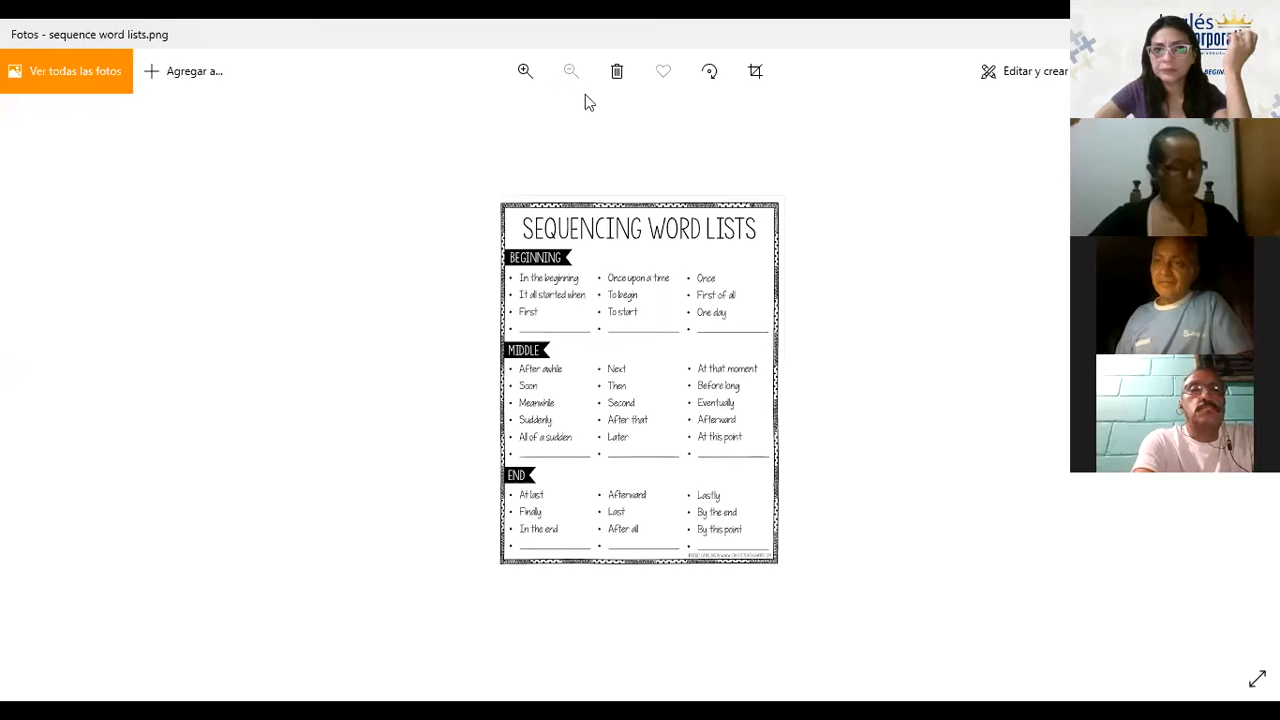 Fotos - sequence word lists.png
Ver todas las fotos
Agregar a...
Editar y crear
SEQUENCING WORD LISTS
BEGINNING
• In the beginning • Once upon a time • Once
• It all started when • To begin • First of all
• First • To start • One day
MIDDLE
• After awhile • Next • At that moment
• Soon • Then • Before long
• Meanwhile • Second • Eventually
• Suddenly • After that • Afterward
• All of a sudden • Later • At this point
END
• At last • Afterward • Lastly
• Finally • Last • By the end
• In the end • After all • By this point